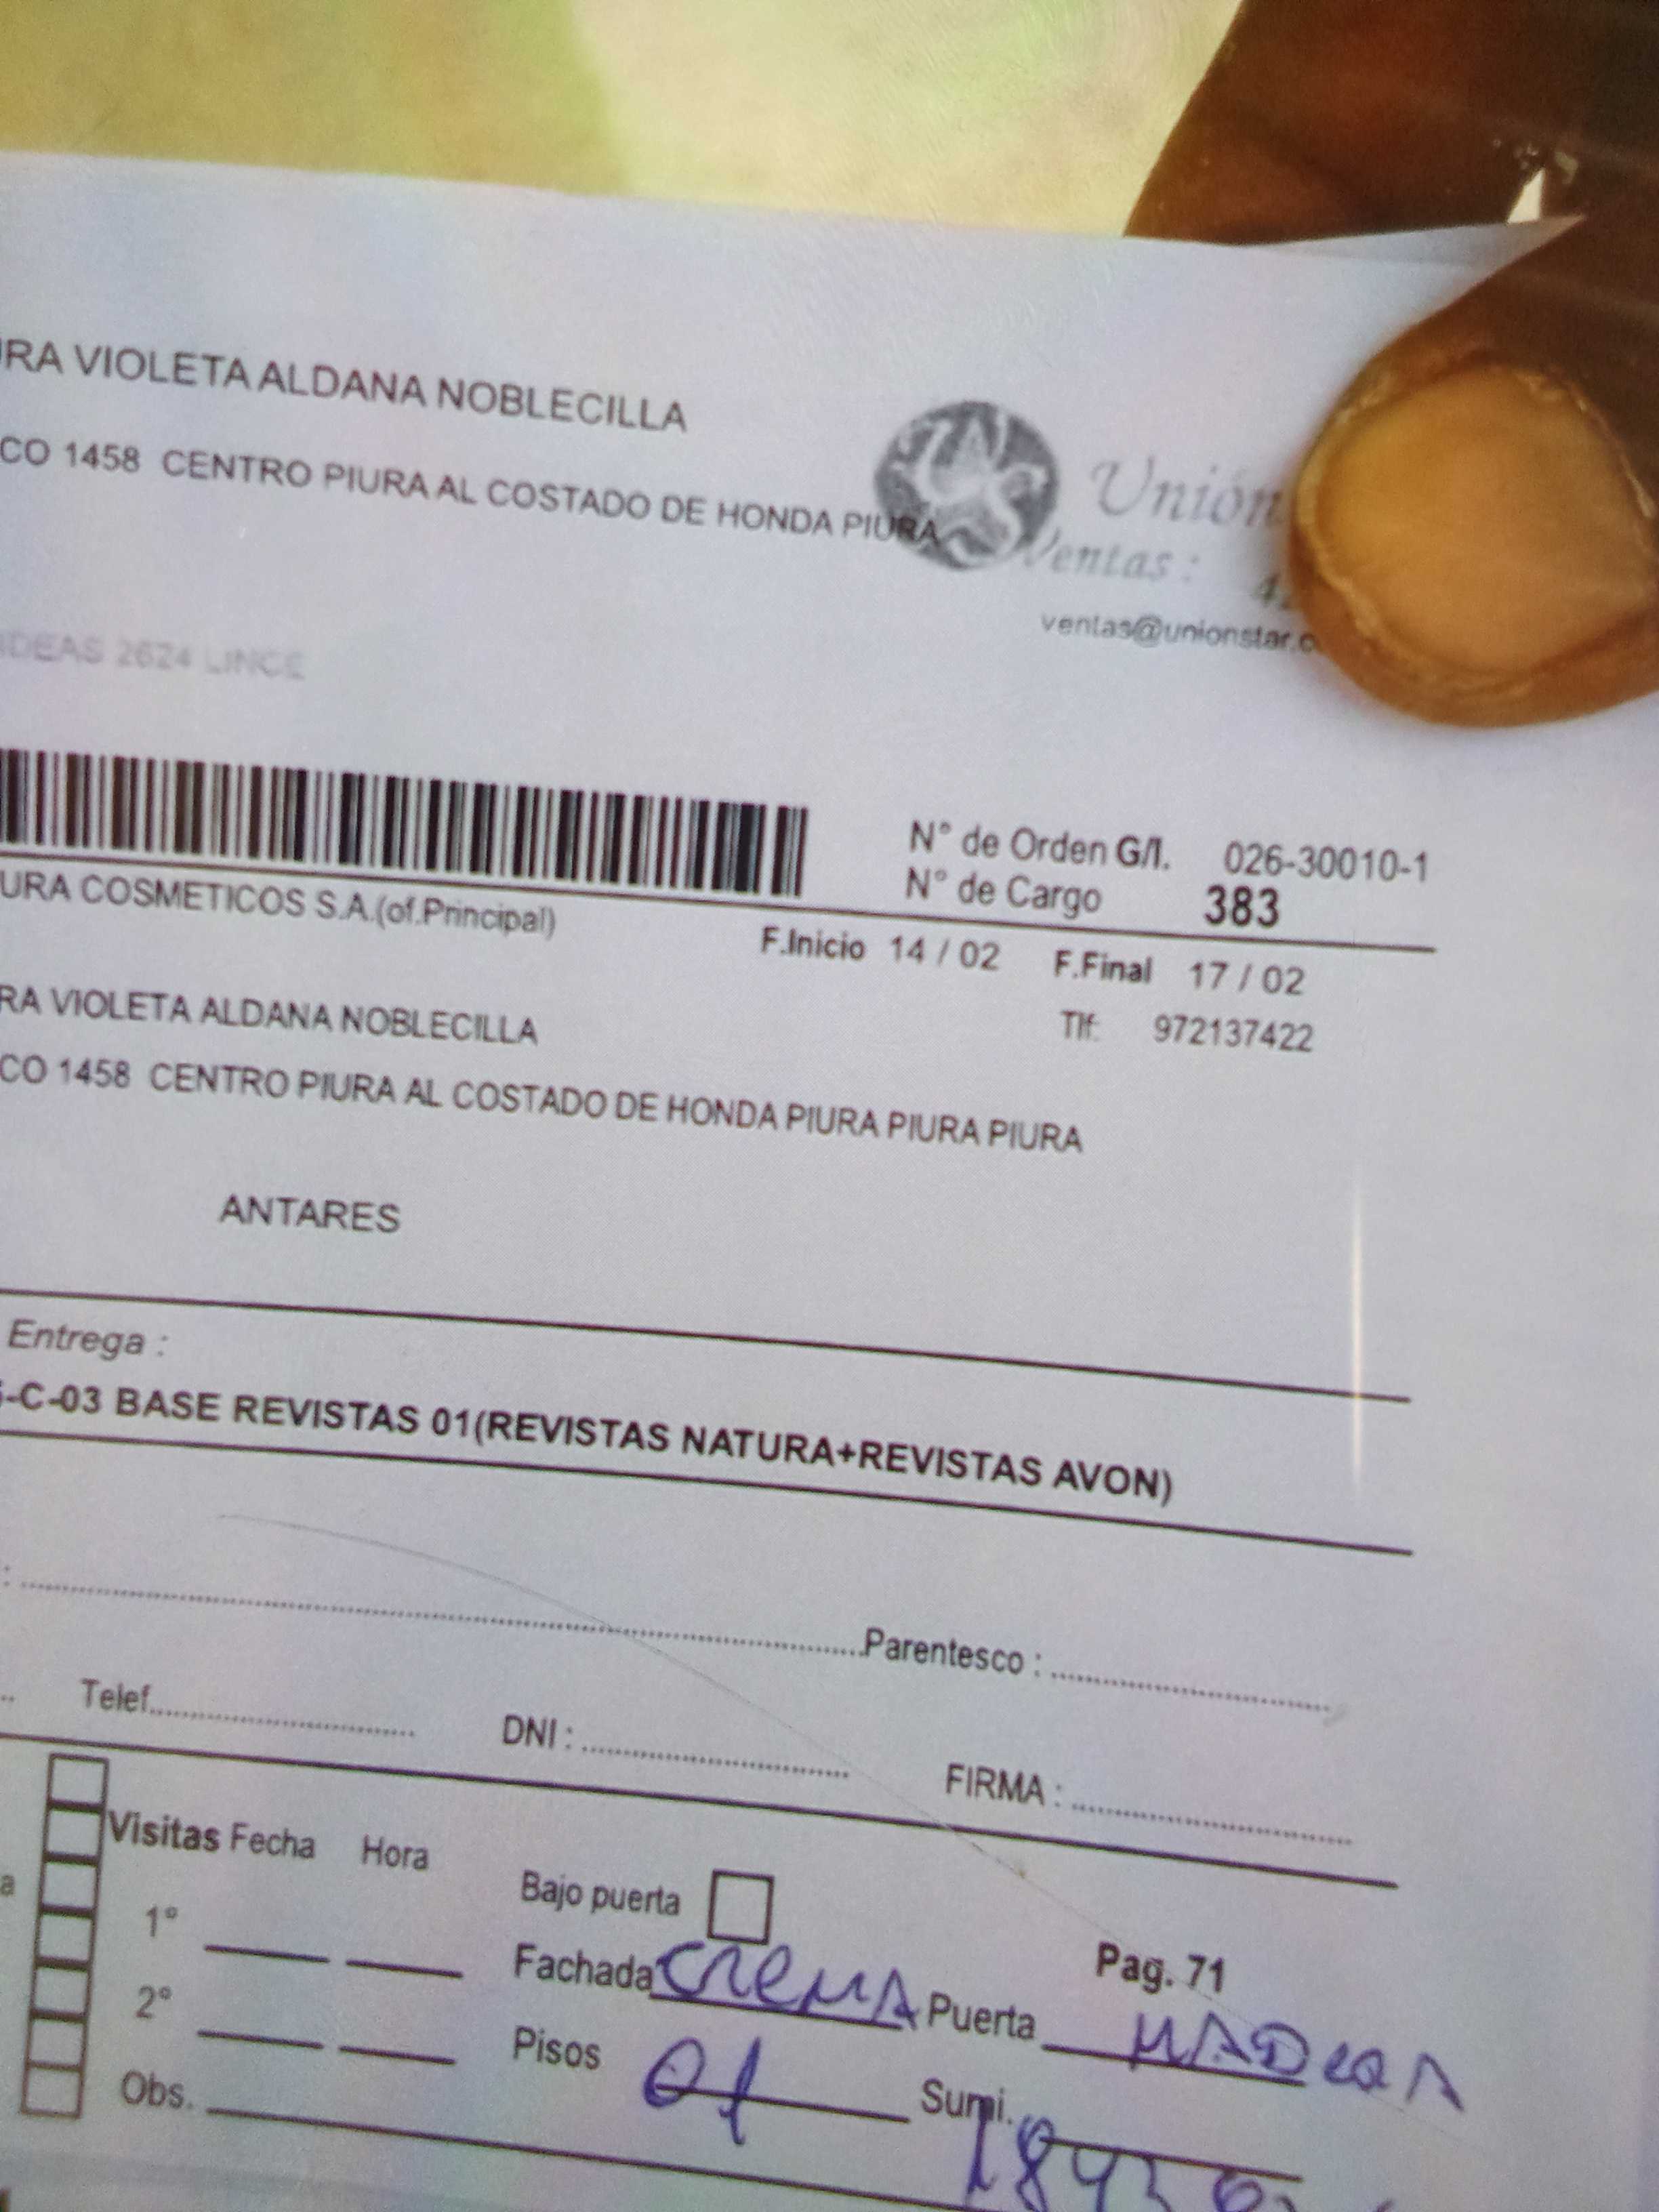 RA VIOLETA ALDANA NOBLECILLA
CO 1458 CENTRO PIURA AL COSTADO DE HONDA PIURA
Unión
Ventas :
ventas@unionstar.c
IDEAS 2624 LINCE
N° de Orden G/I. 026-30010-1
N° de Cargo 383
URA COSMETICOS S.A.(of.Principal)
F.Inicio 14 / 02 F.Final 17 / 02
RA VIOLETA ALDANA NOBLECILLA
Tlf: 972137422
CO 1458 CENTRO PIURA AL COSTADO DE HONDA PIURA PIURA PIURA
ANTARES
Entrega :
-C-03 BASE REVISTAS 01(REVISTAS NATURA+REVISTAS AVON)
Parentesco :
Telef. DNI : FIRMA :
Visitas Fecha Hora
Bajo puerta
1°
Pag. 71
Fachada CREMA Puerta MADERA
2°
Pisos 01 Sumi.
Obs.